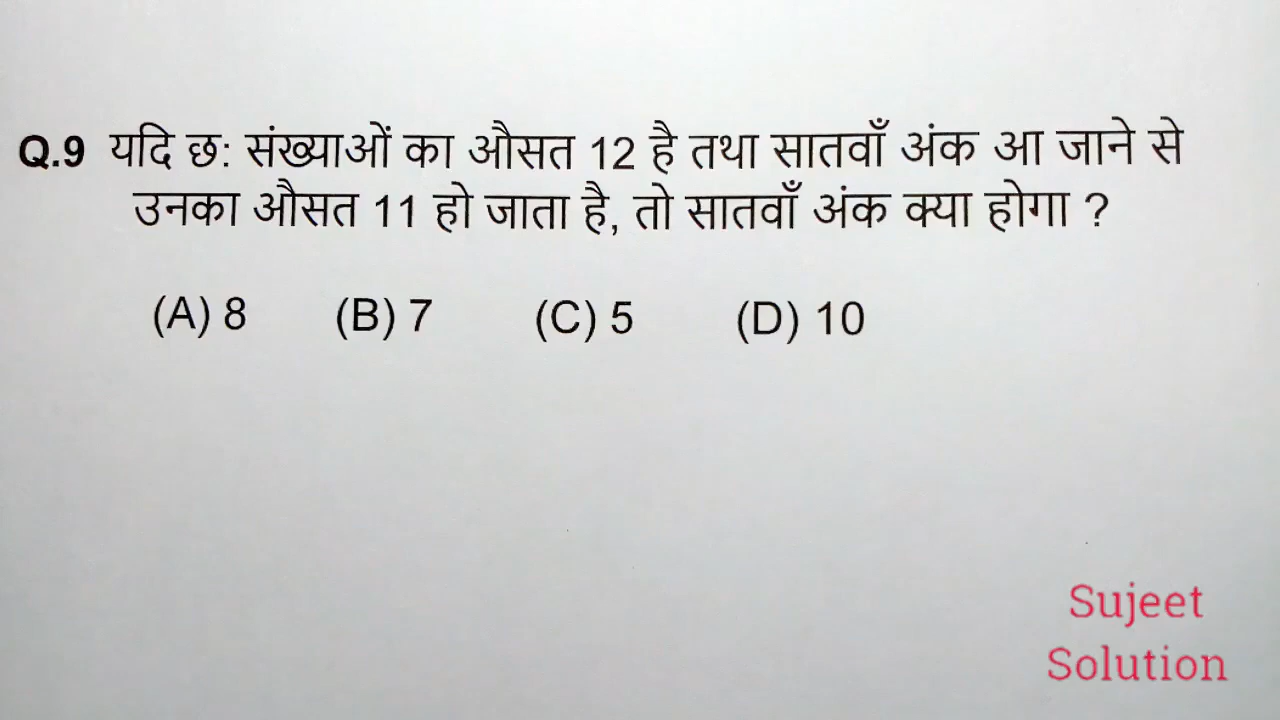 Q.9 यदि छ: संख्याओं का औसत 12 है तथा सातवाँ अंक आ जाने से
उनका औसत 11 हो जाता है, तो सातवाँ अंक क्या होगा ?
(A) 8 (B) 7 (C) 5 (D) 10
Sujeet
Solution